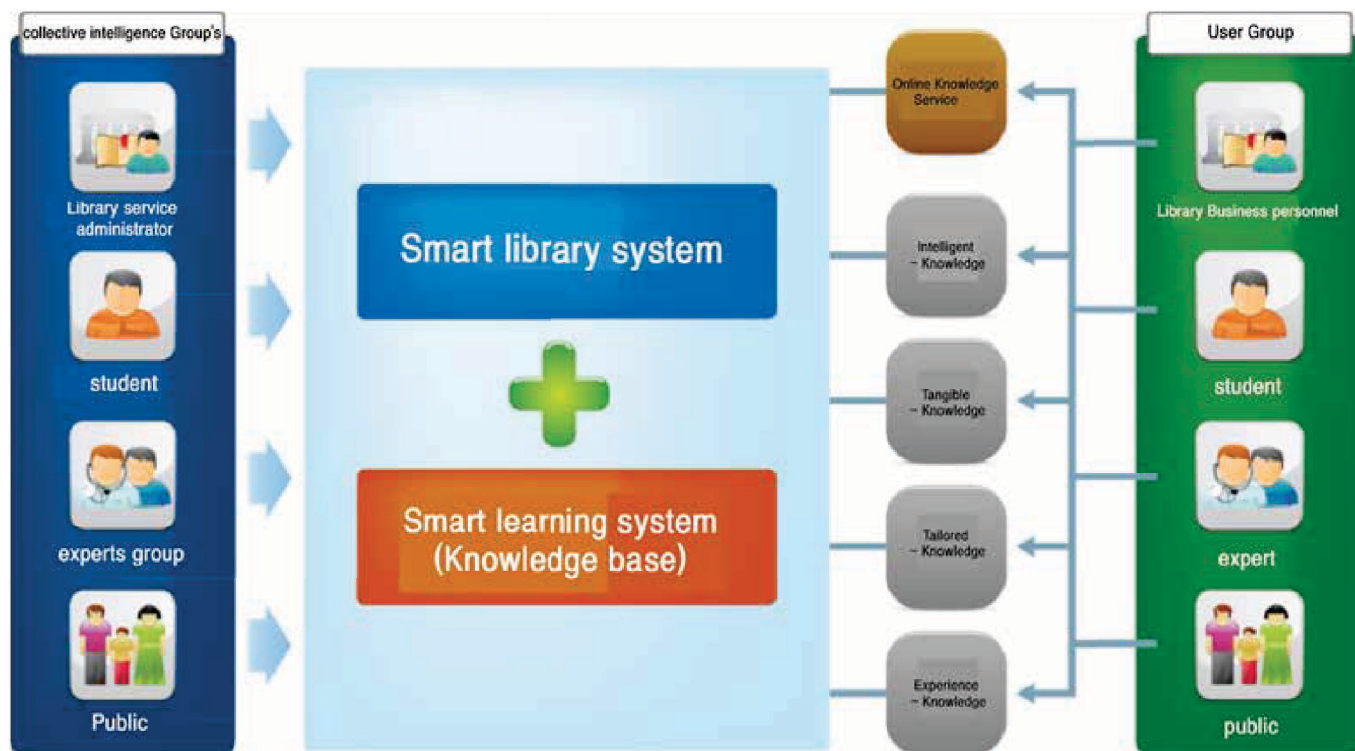 collective intelligence Group's
Library service
administrator
student
experts group
Public
Smart library system
Smart learning system
(Knowledge base)
Online Knowledge
Service
Intelligent
- Knowledge
Tangible
- Knowledge
Tailored
- Knowledge
Experience
- Knowledge
User Group
Library Business personnel
student
expert
public